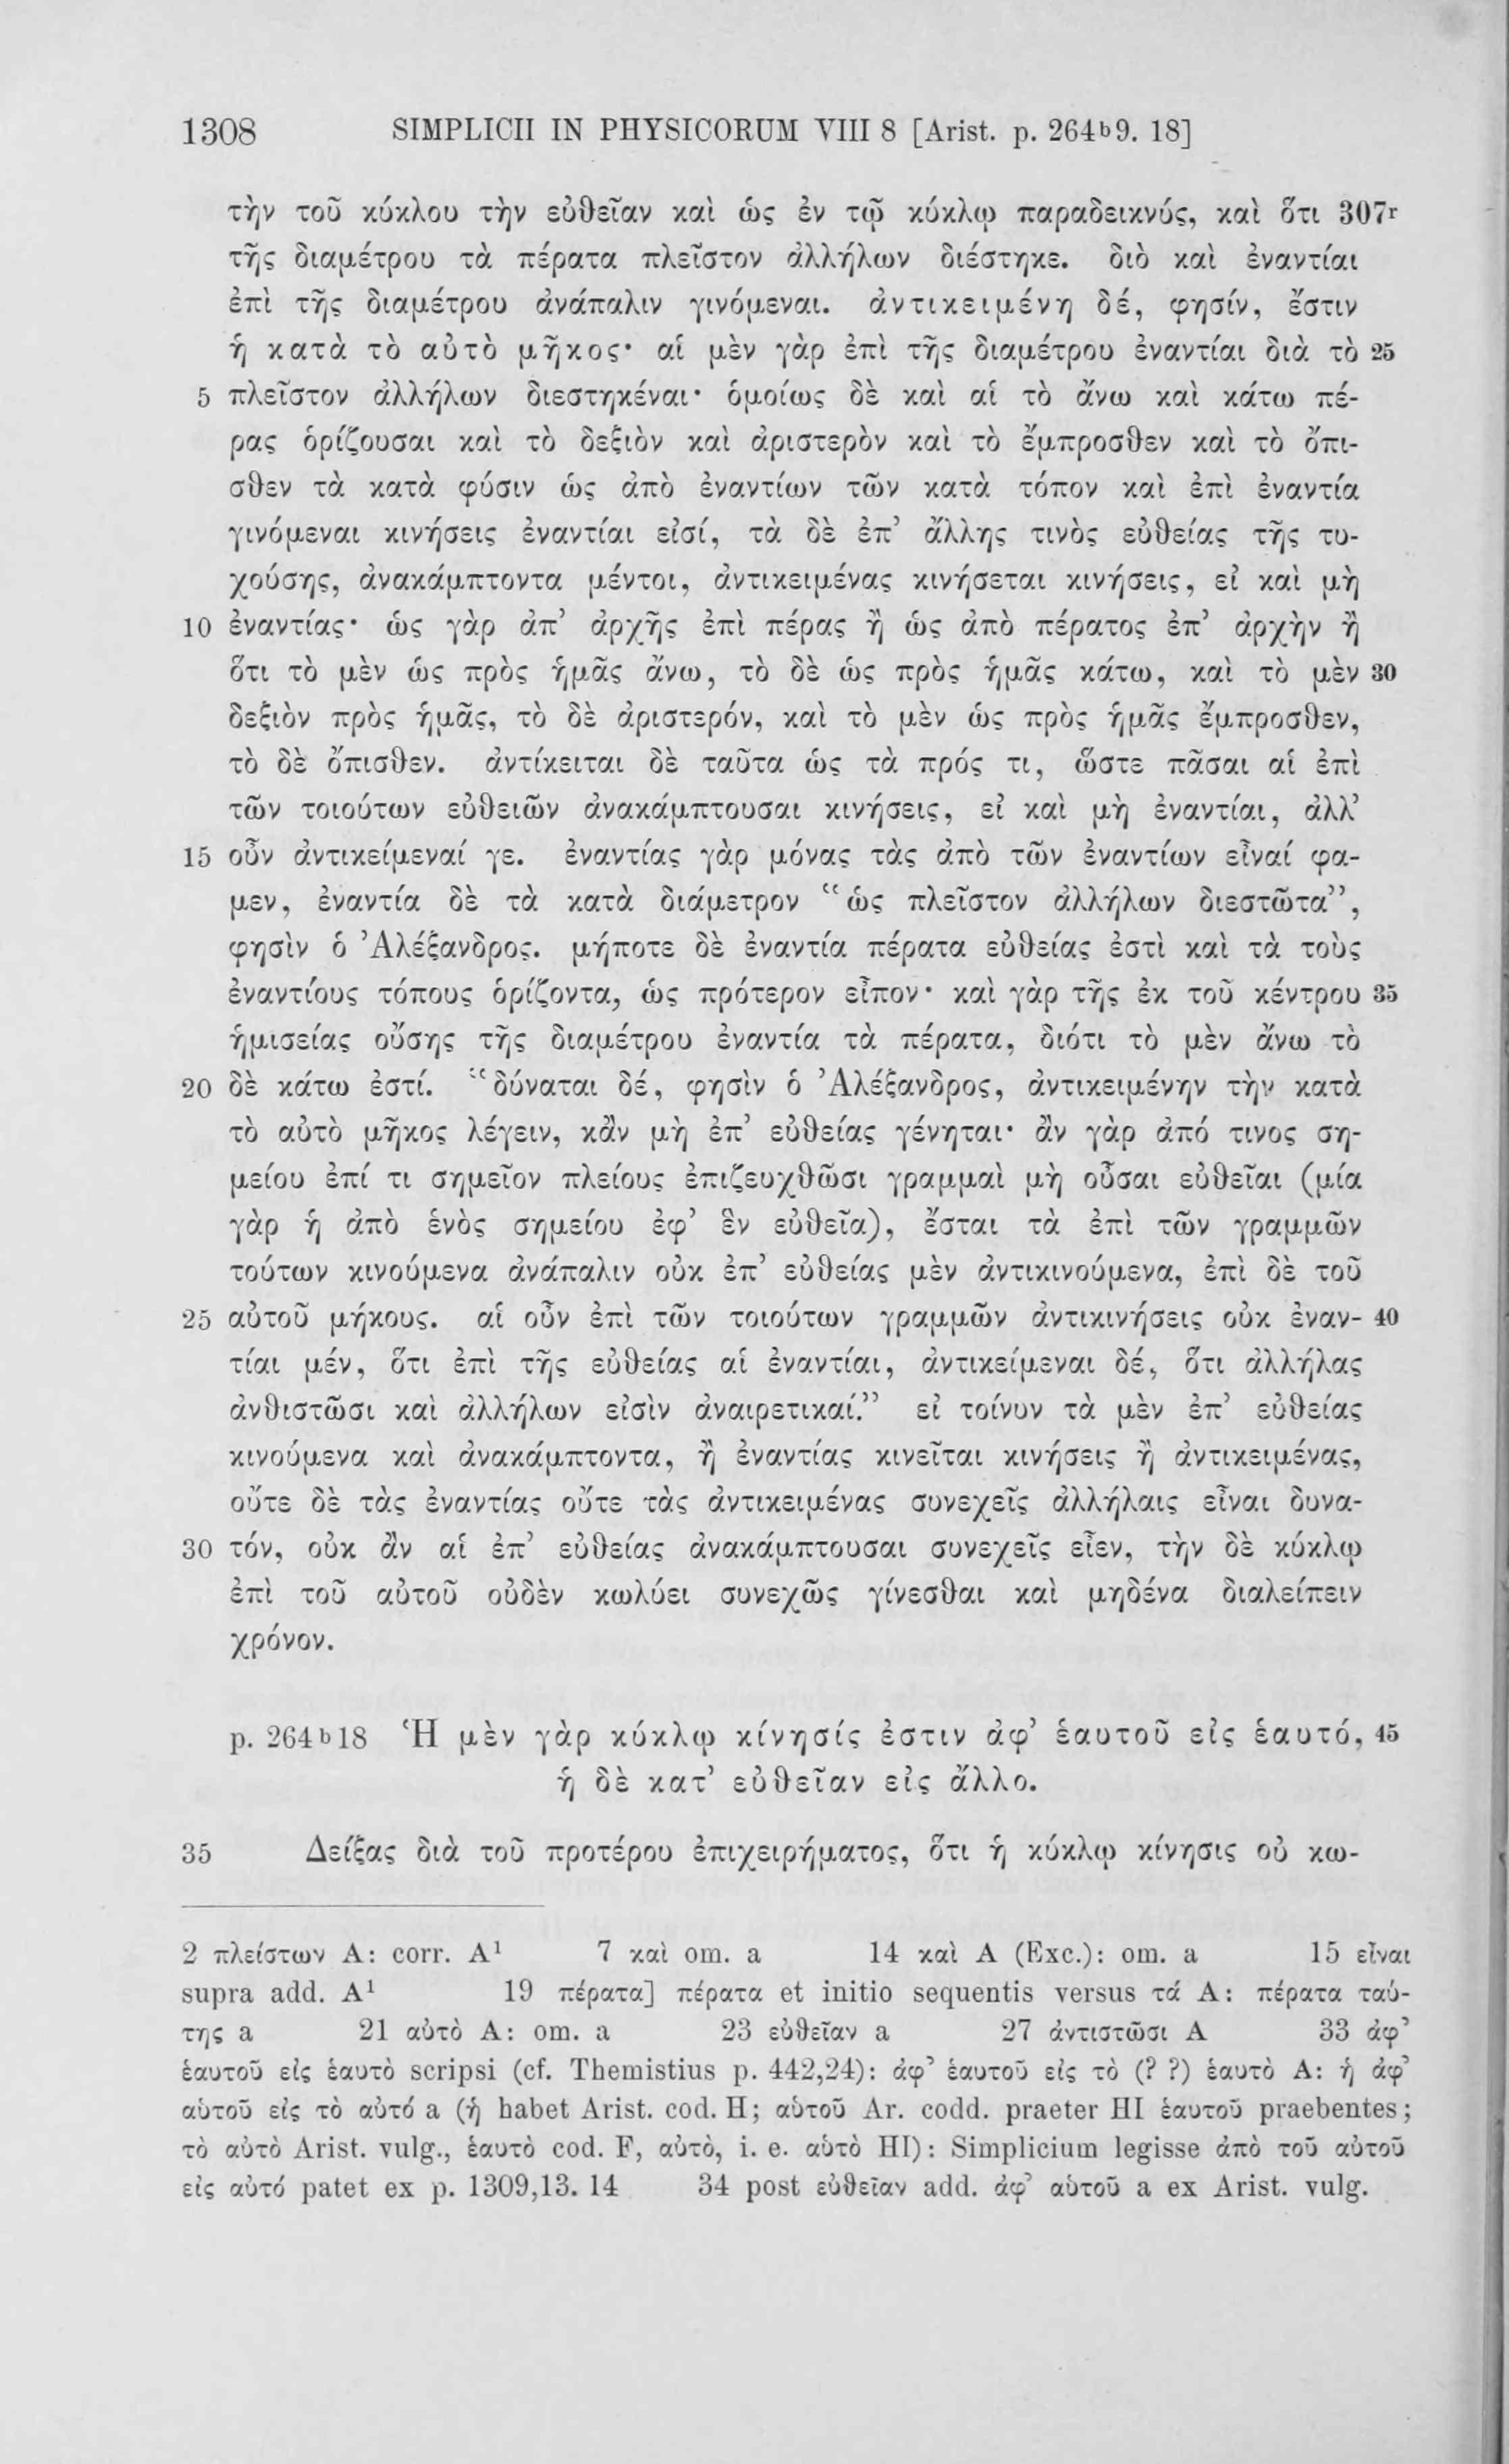 1308 SIMPLICII IN PHYSICORUM VIII 8 [Arist. p. 264b9. 18]
τὴν τοῦ κύκλου τὴν εὐθεῖαν καὶ ὡς ἐν τῷ κύκλῳ παραδεικνύς, καὶ ὅτι 307r
τῆς διαμέτρου τὰ πέρατα πλεῖστον ἀλλήλων διέστηκε. διὸ καὶ ἐναντίαι
ἐπὶ τῆς διαμέτρου ἀνάπαλιν γινόμεναι. ἀντικειμένη δέ, φησίν, ἔστιν
ἡ κατὰ τὸ αὐτὸ μῆκος· αἱ μὲν γὰρ ἐπὶ τῆς διαμέτρου ἐναντίαι διὰ τὸ 25
5 πλεῖστον ἀλλήλων διεστηκέναι· ὁμοίως δὲ καὶ αἱ τὸ ἄνω καὶ κάτω πέ-
ρας ὁρίζουσαι καὶ τὸ δεξιὸν καὶ ἀριστερὸν καὶ τὸ ἔμπροσθεν καὶ τὸ ὄπι-
σθεν τὰ κατὰ φύσιν ὡς ἀπὸ ἐναντίων τῶν κατὰ τόπον καὶ ἐπὶ ἐναντία
γινόμεναι κινήσεις ἐναντίαι εἰσί, τὰ δὲ ἐπ’ ἄλλης τινὸς εὐθείας τῆς τυ-
χούσης, ἀνακάμπτοντα μέντοι, ἀντικειμένας κινήσεται κινήσεις, εἰ καὶ μὴ
10 ἐναντίας· ὡς γὰρ ἀπ’ ἀρχῆς ἐπὶ πέρας ἢ ὡς ἀπὸ πέρατος ἐπ’ ἀρχὴν ἢ
ὅτι τὸ μὲν ὡς πρὸς ἡμᾶς ἄνω, τὸ δὲ ὡς πρὸς ἡμᾶς κάτω, καὶ τὸ μὲν 30
δεξιὸν πρὸς ἡμᾶς, τὸ δὲ ἀριστερόν, καὶ τὸ μὲν ὡς πρὸς ἡμᾶς ἔμπροσθεν,
τὸ δὲ ὄπισθεν. ἀντίκειται δὲ ταῦτα ὡς τὰ πρός τι, ὥστε πᾶσαι αἱ ἐπὶ
τῶν τοιούτων εὐθειῶν ἀνακάμπτουσαι κινήσεις, εἰ καὶ μὴ ἐναντίαι, ἀλλ’
15 οὖν ἀντικείμεναί γε. ἐναντίας γὰρ μόνας τὰς ἀπὸ τῶν ἐναντίων εἶναί φα-
μεν, ἐναντία δὲ τὰ κατὰ διάμετρον “ὡς πλεῖστον ἀλλήλων διεστῶτα”,
φησὶν ὁ Ἀλέξανδρος. μήποτε δὲ ἐναντία πέρατα εὐθείας ἐστὶ καὶ τὰ τοὺς
ἐναντίους τόπους ὁρίζοντα, ὡς πρότερον εἶπον· καὶ γὰρ τῆς ἐκ τοῦ κέντρου 35
ἡμισείας οὔσης τῆς διαμέτρου ἐναντία τὰ πέρατα, διότι τὸ μὲν ἄνω τὸ
20 δὲ κάτω ἐστί. “δύναται δέ, φησὶν ὁ Ἀλέξανδρος, ἀντικειμένην τὴν κατὰ
τὸ αὐτὸ μῆκος λέγειν, κἂν μὴ ἐπ’ εὐθείας γένηται· ἂν γὰρ ἀπό τινος ση-
μείου ἐπί τι σημεῖον πλείους ἐπιζευχθῶσι γραμμαὶ μὴ οὖσαι εὐθεῖαι (μία
γὰρ ἡ ἀπὸ ἑνὸς σημείου ἐφ’ ἓν εὐθεῖα), ἔσται τὰ ἐπὶ τῶν γραμμῶν
τούτων κινούμενα ἀνάπαλιν οὐκ ἐπ’ εὐθείας μὲν ἀντικινούμενα, ἐπὶ δὲ τοῦ
25 αὐτοῦ μήκους. αἱ οὖν ἐπὶ τῶν τοιούτων γραμμῶν ἀντικινήσεις οὐκ ἐναν- 40
τίαι μέν, ὅτι ἐπὶ τῆς εὐθείας αἱ ἐναντίαι, ἀντικείμεναι δέ, ὅτι ἀλλήλας
ἀνθιστῶσι καὶ ἀλλήλων εἰσὶν ἀναιρετικαί.” εἰ τοίνυν τὰ μὲν ἐπ’ εὐθείας
κινούμενα καὶ ἀνακάμπτοντα, ἢ ἐναντίας κινεῖται κινήσεις ἢ ἀντικειμένας,
οὔτε δὲ τὰς ἐναντίας οὔτε τὰς ἀντικειμένας συνεχεῖς ἀλλήλαις εἶναι δυνα-
30 τόν, οὐκ ἂν αἱ ἐπ’ εὐθείας ἀνακάμπτουσαι συνεχεῖς εἶεν, τὴν δὲ κύκλῳ
ἐπὶ τοῦ αὐτοῦ οὐδὲν κωλύει συνεχῶς γίνεσθαι καὶ μηδένα διαλείπειν
χρόνον.
p. 264b18 Ἡ μὲν γὰρ κύκλῳ κίνησίς ἐστιν ἀφ’ ἑαυτοῦ εἰς ἑαυτό, 45
ἡ δὲ κατ’ εὐθεῖαν εἰς ἄλλο.
35 Δείξας διὰ τοῦ προτέρου ἐπιχειρήματος, ὅτι ἡ κύκλῳ κίνησις οὐ κω-
2 πλείστων A: corr. A1 7 καὶ om. a 14 καὶ A (Exc.): om. a 15 εἶναι
supra add. A1 19 πέρατα] πέρατα et initio sequentis versus τά A: πέρατα ταύ-
της a 21 αὐτὸ A: om. a 23 εὐθεῖαν a 27 ἀντιστῶσι A 33 ἀφ’
ἑαυτοῦ εἰς ἑαυτὸ scripsi (cf. Themistius p. 442,24): ἀφ’ ἑαυτοῦ εἰς τὸ (? ?) ἑαυτὸ A: ἡ ἀφ’
αὑτοῦ εἰς τὸ αὐτό a (ἡ habet Arist. cod. H; αὑτοῦ Ar. codd. praeter HI ἑαυτοῦ praebentes;
τὸ αὐτὸ Arist. vulg., ἑαυτὸ cod. F, αὐτὸ, i. e. αὑτὸ HI): Simplicium legisse ἀπὸ τοῦ αὐτοῦ
εἰς αὐτό patet ex p. 1309,13. 14 34 post εὐθεῖαν add. ἀφ’ αὑτοῦ a ex Arist. vulg.